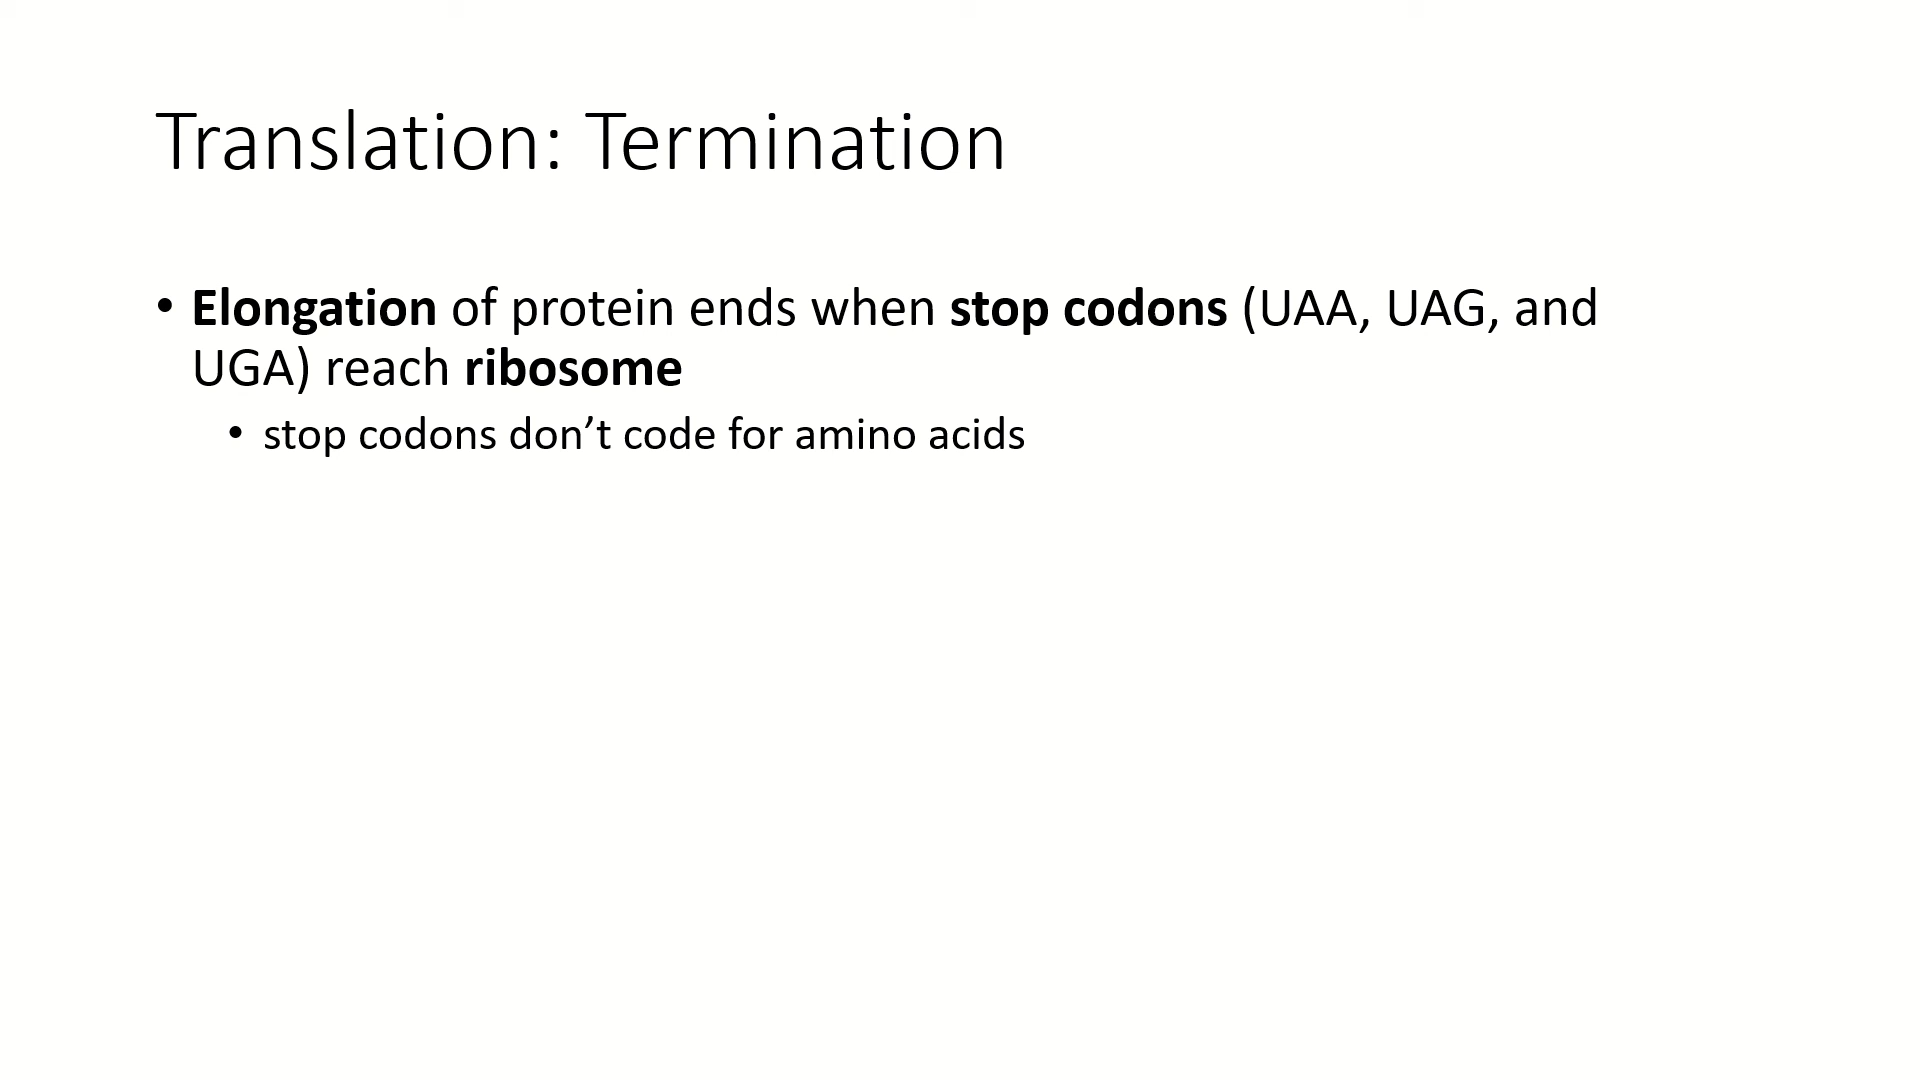 Translation: Termination
• Elongation of protein ends when stop codons (UAA, UAG, and
UGA) reach ribosome
• stop codons don’t code for amino acids